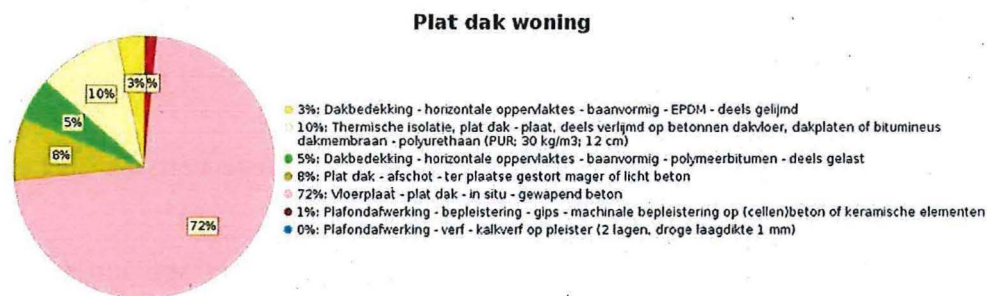 Plat dak woning
3%
%
10%
5%
8%
72%
3%: Dakbedekking - horizontale oppervlaktes - baanvormig - EPDM - deels gelijmd
10%: Thermische isolatie, plat dak - plaat, deels verlijmd op betonnen dakvloer, dakplaten of bitumineus
dakmembraan - polyurethaan (PUR; 30 kg/m3; 12 cm)
5%: Dakbedekking - horizontale oppervlaktes - baanvormig - polymeerbitumen - deels gelast
8%: Plat dak - afschot - ter plaatse gestort mager of licht beton
72%: Vloerplaat - plat dak - in situ - gewapend beton
1%: Plafondafwerking - bepleistering - gips - machinale bepleistering op (cellen)beton of keramische elementen
0%: Plafondafwerking - verf - kalkverf op pleister (2 lagen, droge laagdikte 1 mm)